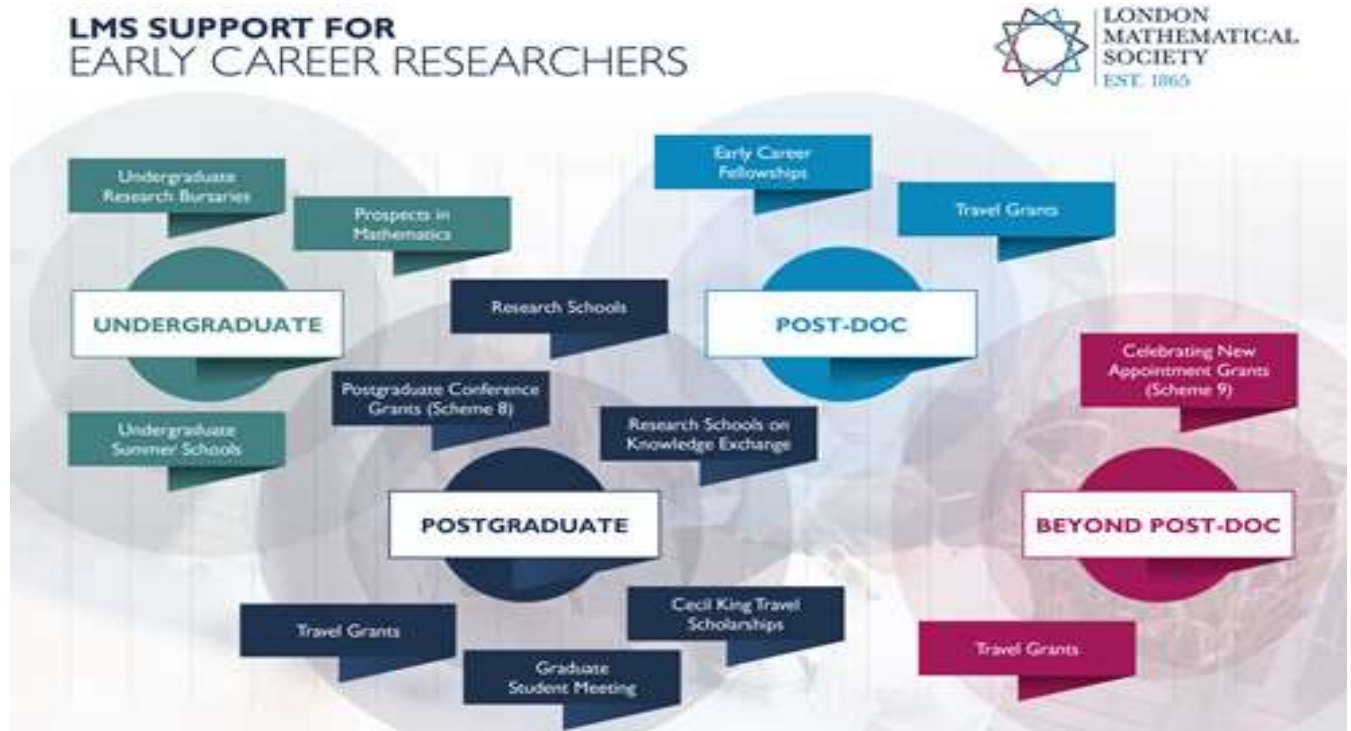 LMS SUPPORT FOR
EARLY CAREER RESEARCHERS
LONDON
MATHEMATICAL
SOCIETY
EST. 1865
Undergraduate
Research Bursaries
Prospects in
Mathematics
UNDERGRADUATE
Undergraduate
Summer Schools
Research Schools
Postgraduate Conference
Grants (Scheme 8)
Research Schools on
Knowledge Exchange
POSTGRADUATE
Travel Grants
Graduate
Student Meeting
Cecil King Travel
Scholarships
Early Career
Fellowships
Travel Grants
POST-DOC
Celebrating New
Appointment Grants
(Scheme 9)
BEYOND POST-DOC
Travel Grants